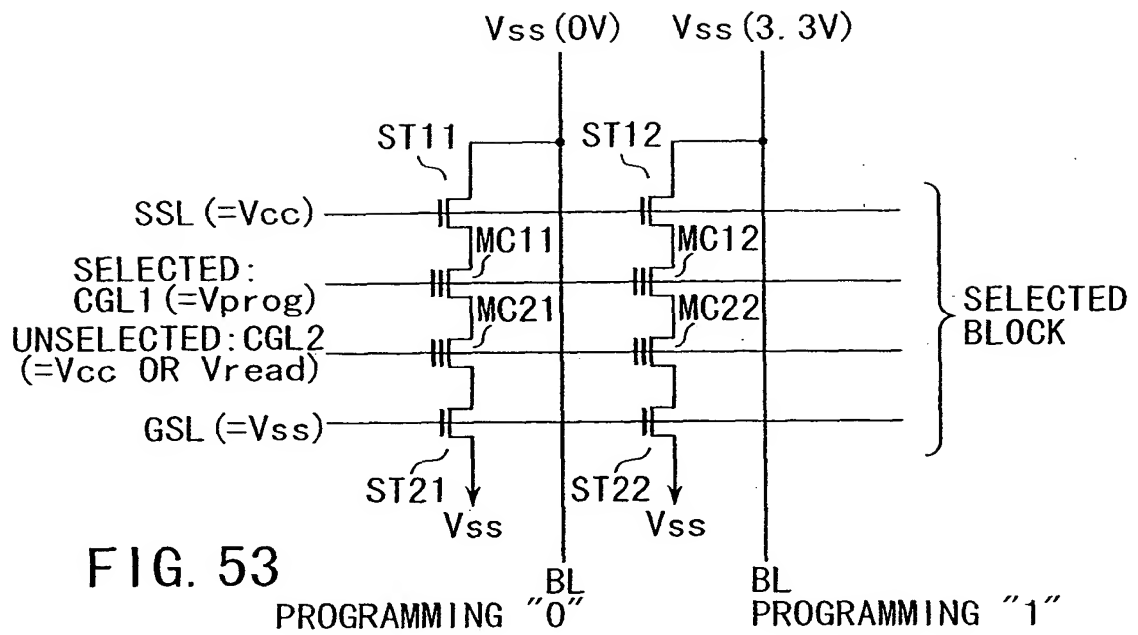 Vss(0V) Vss(3.3V)
ST11 ST12
SSL(=Vcc)
MC11 MC12
SELECTED:
CGL1(=Vprog)
MC21 MC22
UNSELECTED:CGL2
(=Vcc OR Vread)
SELECTED
BLOCK
GSL(=Vss)
ST21 ST22
Vss Vss
FIG. 53
BL BL
PROGRAMMING "0" PROGRAMMING "1"